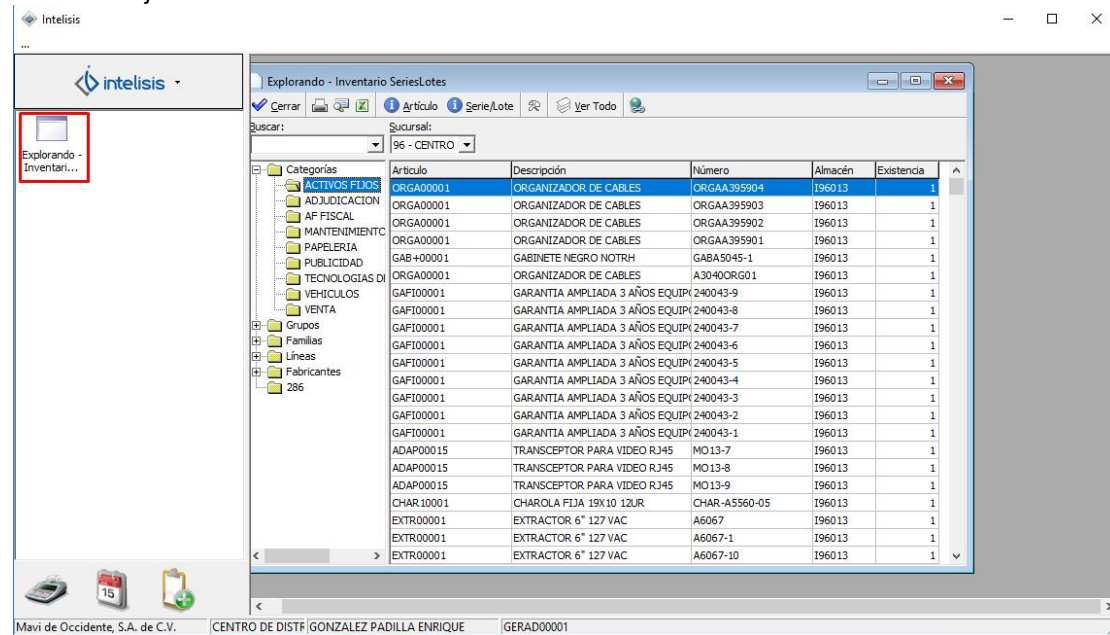 Intelisis
...
intelisis
Explorando -
Inventari...
Explorando - Inventario SeriesLotes
Cerrar Artículo Serie/Lote Ver Todo
Buscar: Sucursal:
96 - CENTRO
Categorías
ACTIVOS FIJOS
ADJUDICACION
AF FISCAL
MANTENIMIENTO
PAPELERIA
PUBLICIDAD
TECNOLOGIAS DE
VEHICULOS
VENTA
Grupos
Familias
Líneas
Fabricantes
286
Articulo Descripción Número Almacén Existencia
ORGA00001 ORGANIZADOR DE CABLES ORGAA395904 I96013 1
ORGA00001 ORGANIZADOR DE CABLES ORGAA395903 I96013 1
ORGA00001 ORGANIZADOR DE CABLES ORGAA395902 I96013 1
ORGA00001 ORGANIZADOR DE CABLES ORGAA395901 I96013 1
GAB+00001 GABINETE NEGRO NOTRH GABA5045-1 I96013 1
ORGA00001 ORGANIZADOR DE CABLES A3040ORG01 I96013 1
GAFI00001 GARANTIA AMPLIADA 3 AÑOS EQUIPO 240043-9 I96013 1
GAFI00001 GARANTIA AMPLIADA 3 AÑOS EQUIPO 240043-8 I96013 1
GAFI00001 GARANTIA AMPLIADA 3 AÑOS EQUIPO 240043-7 I96013 1
GAFI00001 GARANTIA AMPLIADA 3 AÑOS EQUIPO 240043-6 I96013 1
GAFI00001 GARANTIA AMPLIADA 3 AÑOS EQUIPO 240043-5 I96013 1
GAFI00001 GARANTIA AMPLIADA 3 AÑOS EQUIPO 240043-4 I96013 1
GAFI00001 GARANTIA AMPLIADA 3 AÑOS EQUIPO 240043-3 I96013 1
GAFI00001 GARANTIA AMPLIADA 3 AÑOS EQUIPO 240043-2 I96013 1
GAFI00001 GARANTIA AMPLIADA 3 AÑOS EQUIPO 240043-1 I96013 1
ADAP00015 TRANSCEPTOR PARA VIDEO RJ45 MO13-7 I96013 1
ADAP00015 TRANSCEPTOR PARA VIDEO RJ45 MO13-8 I96013 1
ADAP00015 TRANSCEPTOR PARA VIDEO RJ45 MO13-9 I96013 1
CHAR10001 CHAROLA FIJA 19X10 12UR CHAR-A5560-05 I96013 1
EXTR00001 EXTRACTOR 6" 127 VAC A6067 I96013 1
EXTR00001 EXTRACTOR 6" 127 VAC A6067-1 I96013 1
EXTR00001 EXTRACTOR 6" 127 VAC A6067-10 I96013 1
15
Mavi de Occidente, S.A. de C.V. CENTRO DE DISTR GONZALEZ PADILLA ENRIQUE GERAD00001